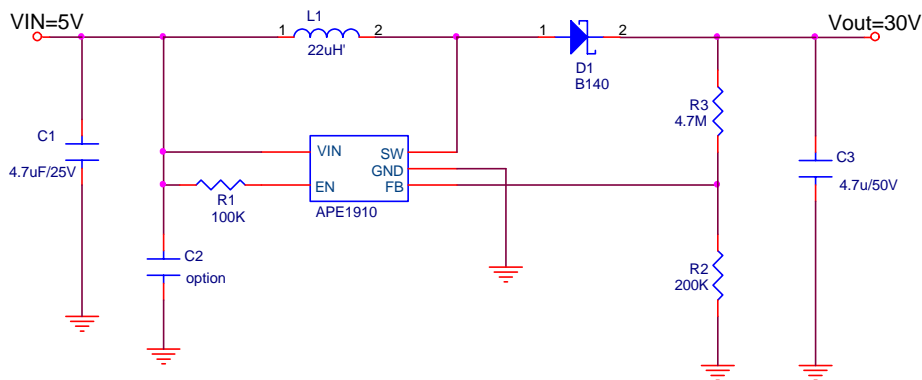 VIN=5V
L1
Vout=30V
1
2
1
2
22uH'
D1
B140
R3
4.7M
C1
4.7uF/25V
VIN
SW
GND
EN
FB
C3
4.7u/50V
R1
100K
APE1910
C2
option
R2
200K